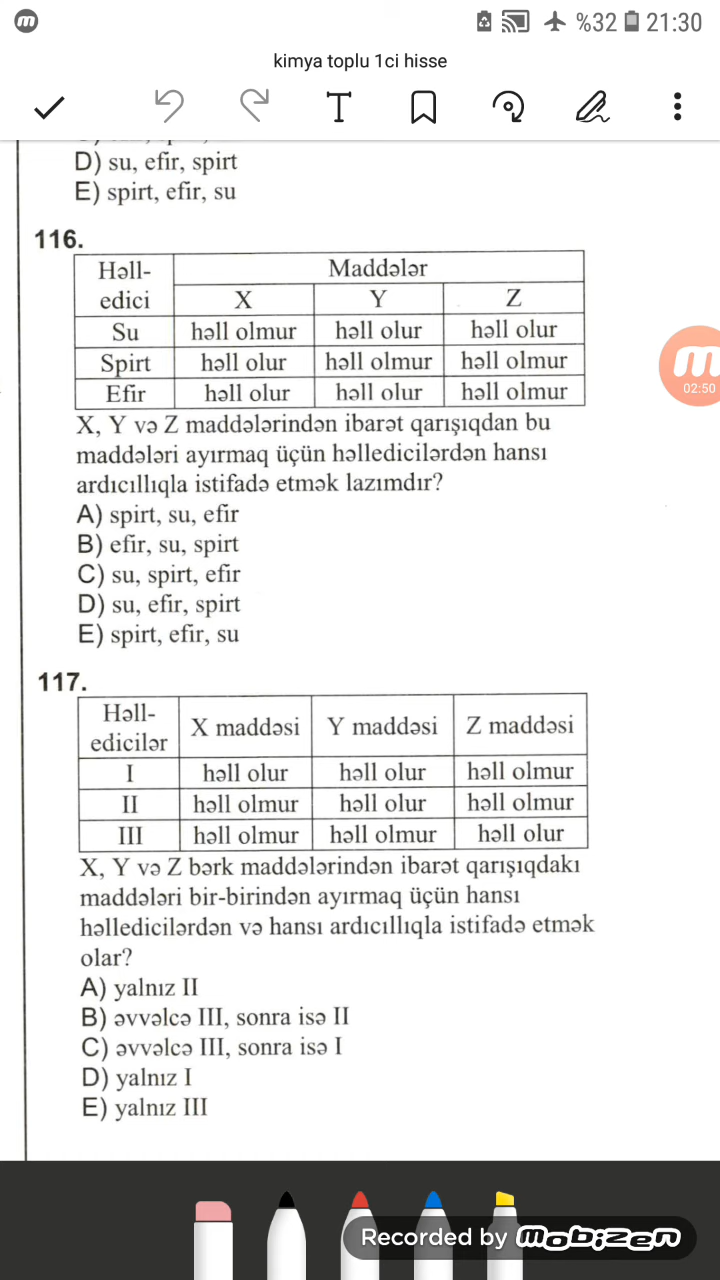 %32 21:30
kimya toplu 1ci hisse
T
D) su, efir, spirt
E) spirt, efir, su
116.
Həll-
edici
Maddələr
X Y Z
Su həll olmur həll olur həll olur
Spirt həll olur həll olmur həll olmur
Efir həll olur həll olur həll olmur
X, Y və Z maddələrindən ibarət qarışıqdan bu
maddələri ayırmaq üçün həlledicilərdən hansı
ardıcıllıqla istifadə etmək lazımdır?
A) spirt, su, efir
B) efir, su, spirt
C) su, spirt, efir
D) su, efir, spirt
E) spirt, efir, su
02:50
117.
Həll-
edicilər
X maddəsi Y maddəsi Z maddəsi
I həll olur həll olur həll olmur
II həll olmur həll olur həll olmur
III həll olmur həll olmur həll olur
X, Y və Z bərk maddələrindən ibarət qarışıqdakı
maddələri bir-birindən ayırmaq üçün hansı
həlledicilərdən və hansı ardıcıllıqla istifadə etmək
olar?
A) yalnız II
B) əvvəlcə III, sonra isə II
C) əvvəlcə III, sonra isə I
D) yalnız I
E) yalnız III
Recorded by mobizen